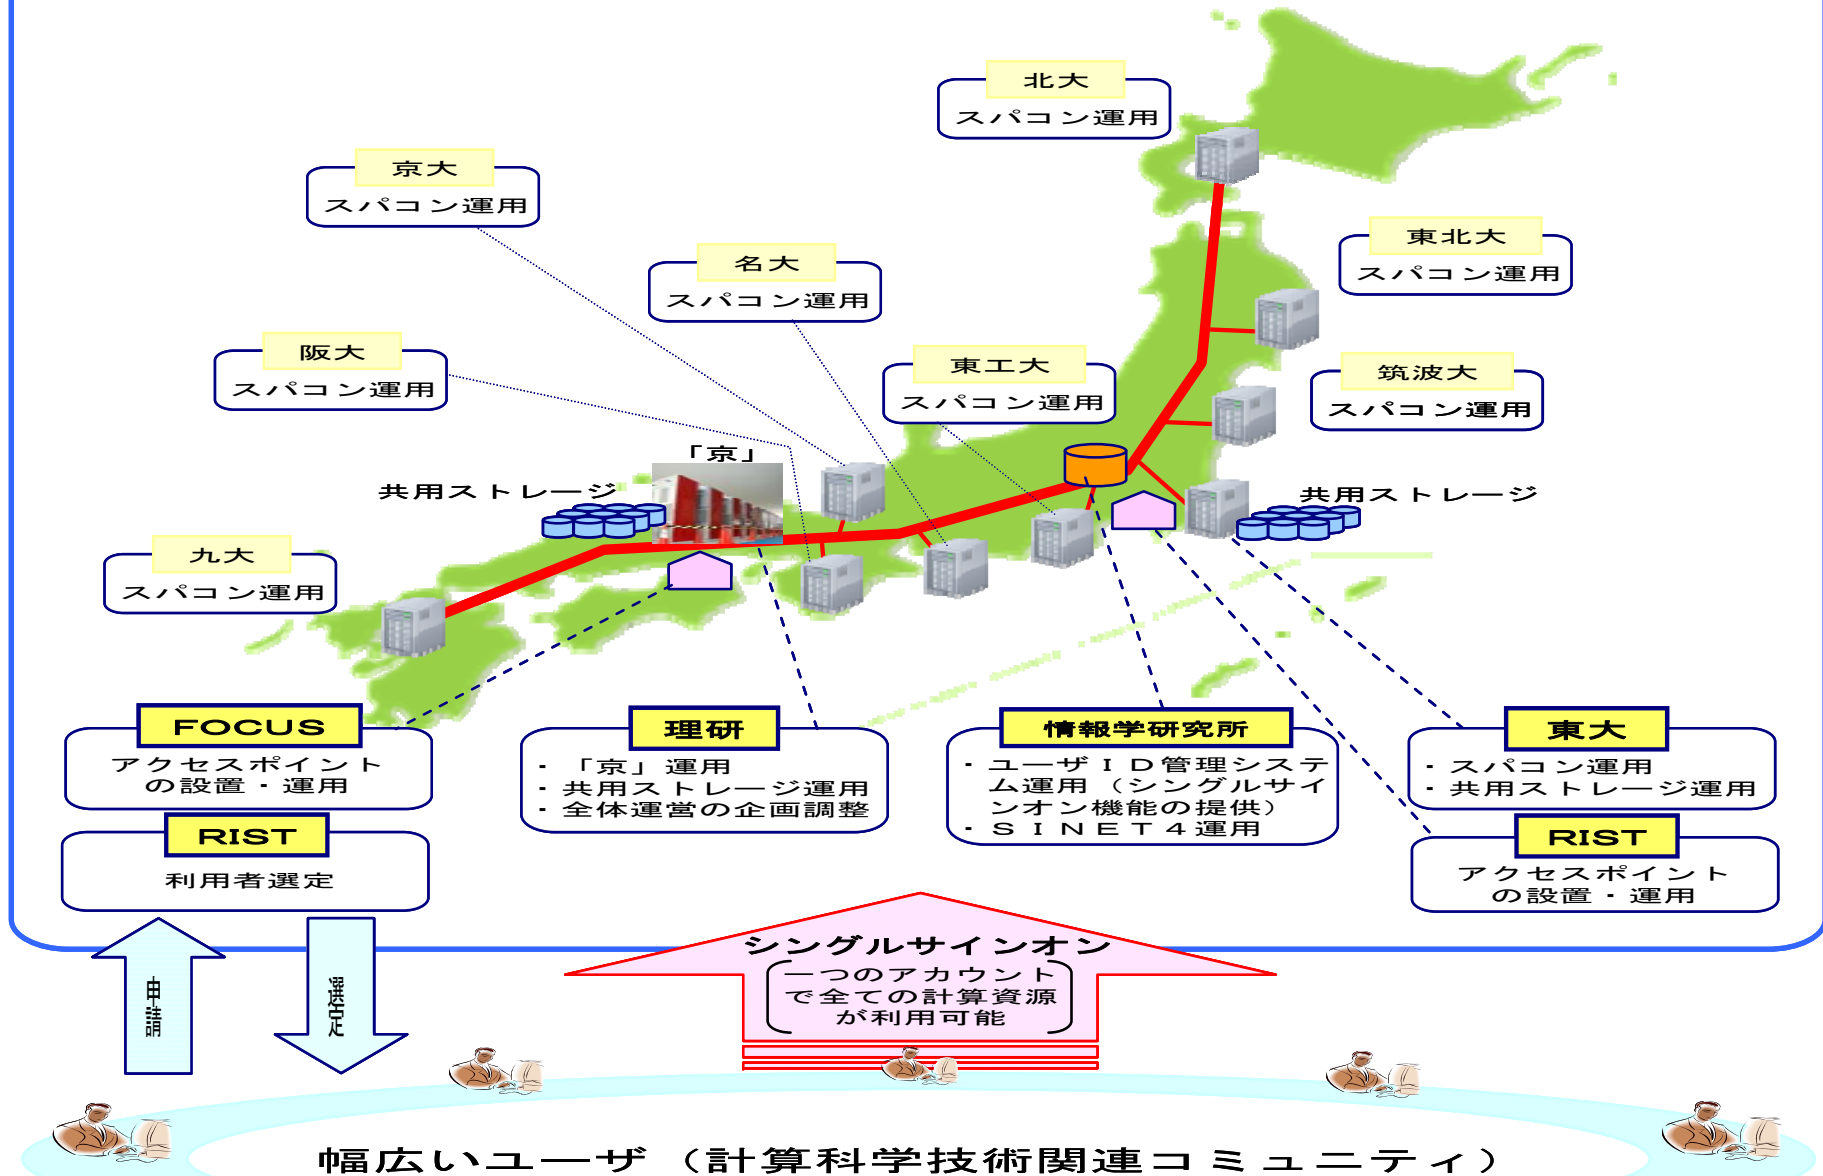 北大
スパコン運用
京大
スパコン運用
東北大
スパコン運用
名大
スパコン運用
阪大
スパコン運用
東工大
スパコン運用
筑波大
スパコン運用
「京」
共用ストレージ
共用ストレージ
九大
スパコン運用
FOCUS
アクセスポイント
の設置・運用
理研
・「京」運用
・共用ストレージ運用
・全体運営の企画調整
情報学研究所
・ユーザＩＤ管理システ
ム運用（シングルサイ
ンオン機能の提供）
・ＳＩＮＥＴ４運用
東大
・スパコン運用
・共用ストレージ運用
RIST
利用者選定
RIST
アクセスポイント
の設置・運用
申請
選定
シングルサインオン
一つのアカウント
で全ての計算資源
が利用可能
幅広いユーザ（計算科学技術関連コミュニティ）